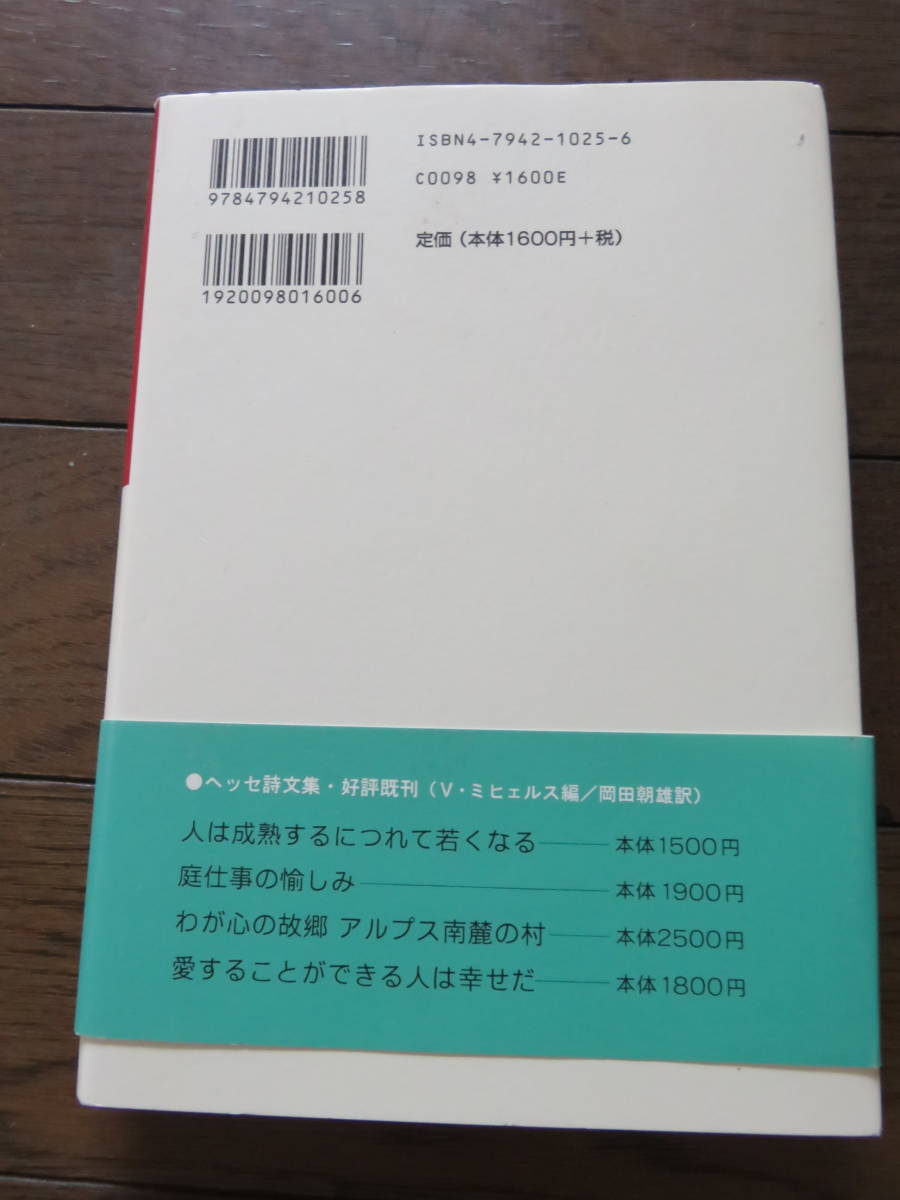 ISBN4-7942-1025-6
9784794210258
C0098 ¥1600E
定価(本体1600円+税)
1920098016006
●ヘッセ詩文集・好評既刊(V・ミヒェルス編/岡田朝雄訳)
人は成熟するにつれて若くなる――本体1500円
庭仕事の愉しみ――本体1900円
わが心の故郷 アルプス南麓の村――本体2500円
愛することができる人は幸せだ――本体1800円